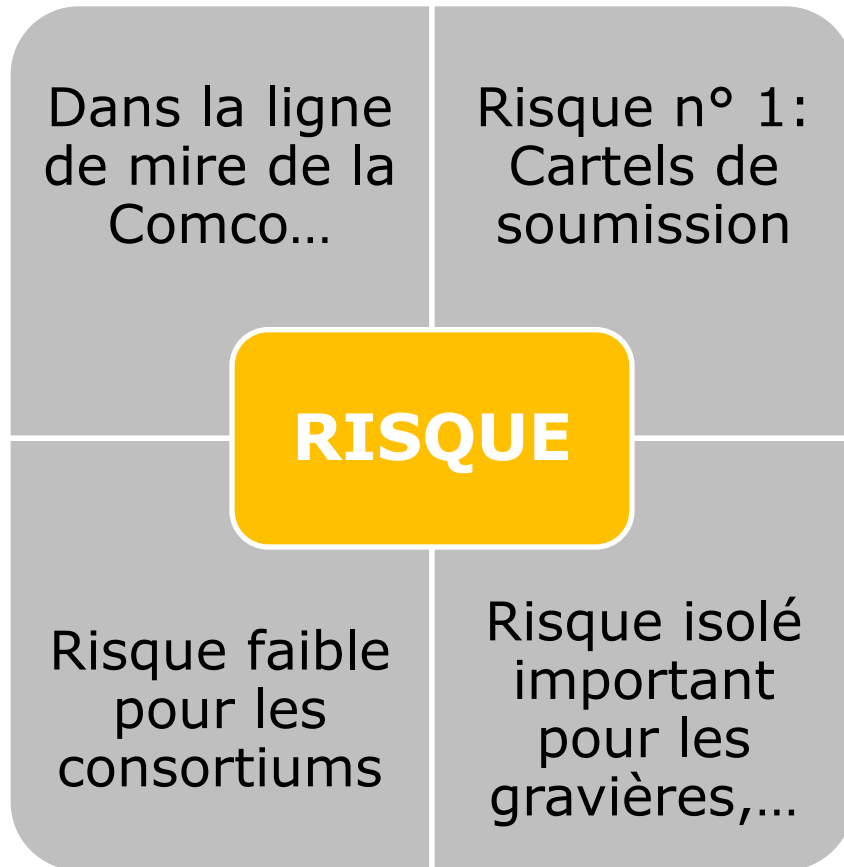 Dans la ligne
de mire de la
Comco…
Risque n° 1:
Cartels de
soumission
RISQUE
Risque faible
pour les
consortiums
Risque isolé
important
pour les
gravières,…